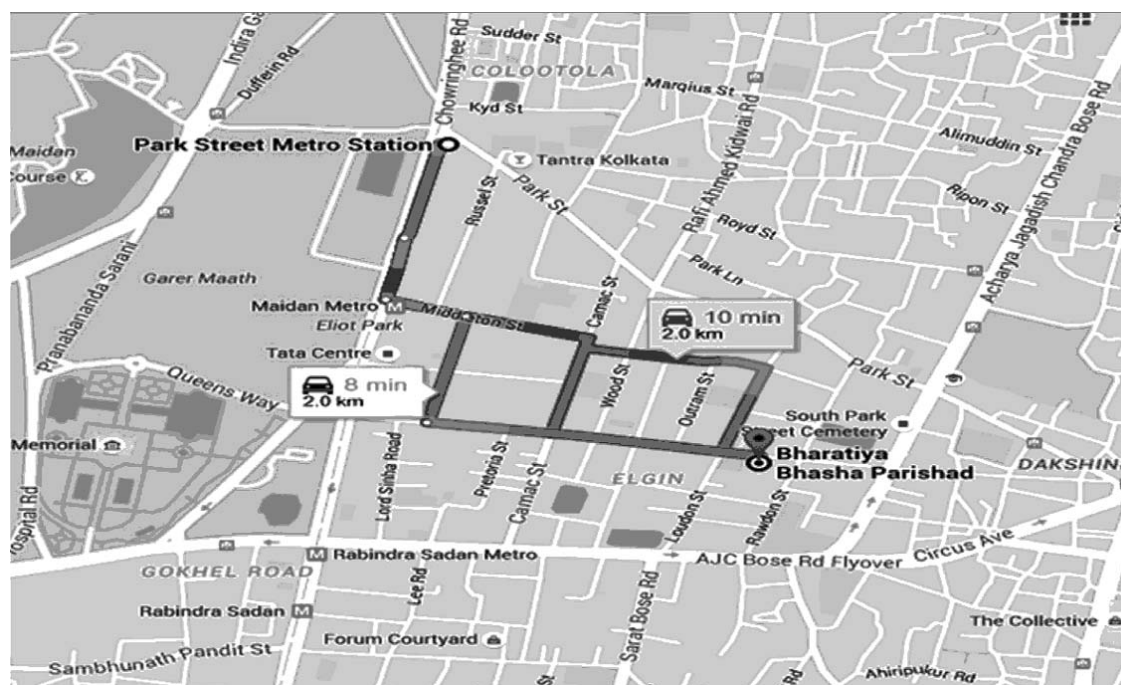 Indira Ga
Dufferin Rd
Chowringhee Rd
Sudder St
COLOOTOLA
Kyd St
Marqius St
Rafi Ahmed Kidwai Rd
Acharya Jagadish Chandra Bose Rd
Alimuddin St
Park Street Metro Station
Maidan
Course
Tantra Kolkata
Park St
Russel St
Ripon St
Royd St
Pranabananda Sarani
Garer Maath
Park Ln
Camac St
Maidan Metro
M
Middleton St
Eliot Park
10 min
2.0 km
Tata Centre
Queens Way
8 min
2.0 km
Wood St
Outram St
Park St
South Park
Street Cemetery
Memorial
Bharatiya
Bhasha Parishad
Lord Sinha Road
Pretoria St
Camac St
ELGIN
DAKSHIN
Hospital Rd
Loudon St
Rawdon St
M
Rabindra Sadan Metro
AJC Bose Rd Flyover
Circus Ave
GOKHEL ROAD
Lee Rd
Sarat Bose Rd
Rabindra Sadan
M
The Collective
Forum Courtyard
Sambhunath Pandit St
Ahiripukur Rd